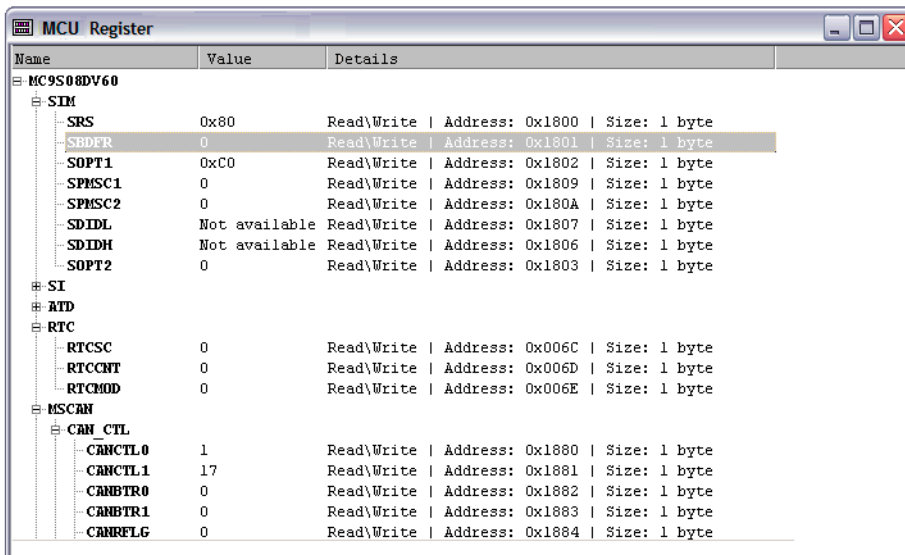 MCU Register
Name Value Details
MC9S08DV60
SIM
SRS 0x80 Read\Write | Address: 0x1800 | Size: 1 byte
SBDFR 0 Read\Write | Address: 0x1801 | Size: 1 byte
SOPT1 0xC0 Read\Write | Address: 0x1802 | Size: 1 byte
SPMSC1 0 Read\Write | Address: 0x1809 | Size: 1 byte
SPMSC2 0 Read\Write | Address: 0x180A | Size: 1 byte
SDIDL Not available Read\Write | Address: 0x1807 | Size: 1 byte
SDIDH Not available Read\Write | Address: 0x1806 | Size: 1 byte
SOPT2 0 Read\Write | Address: 0x1803 | Size: 1 byte
SI
ATD
RTC
RTCSC 0 Read\Write | Address: 0x006C | Size: 1 byte
RTCCNT 0 Read\Write | Address: 0x006D | Size: 1 byte
RTCMOD 0 Read\Write | Address: 0x006E | Size: 1 byte
MSCAN
CAN_CTL
CANCTL0 1 Read\Write | Address: 0x1880 | Size: 1 byte
CANCTL1 17 Read\Write | Address: 0x1881 | Size: 1 byte
CANBTR0 0 Read\Write | Address: 0x1882 | Size: 1 byte
CANBTR1 0 Read\Write | Address: 0x1883 | Size: 1 byte
CANRFLG 0 Read\Write | Address: 0x1884 | Size: 1 byte